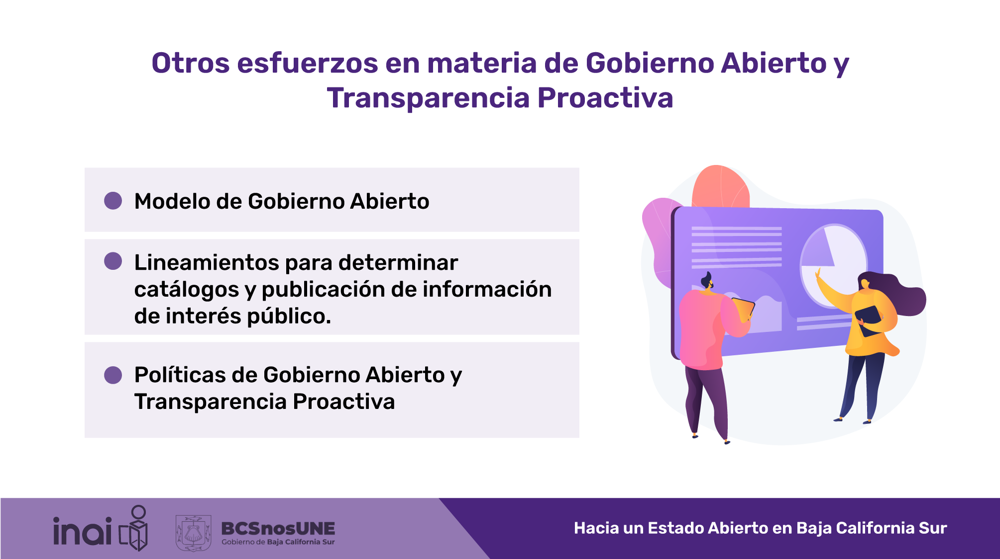 Otros esfuerzos en materia de Gobierno Abierto y
Transparencia Proactiva
Modelo de Gobierno Abierto
Lineamientos para determinar
catálogos y publicación de información
de interés público.
Políticas de Gobierno Abierto y
Transparencia Proactiva
inai
BCSnosUNE
Gobierno de Baja California Sur
Hacia un Estado Abierto en Baja California Sur